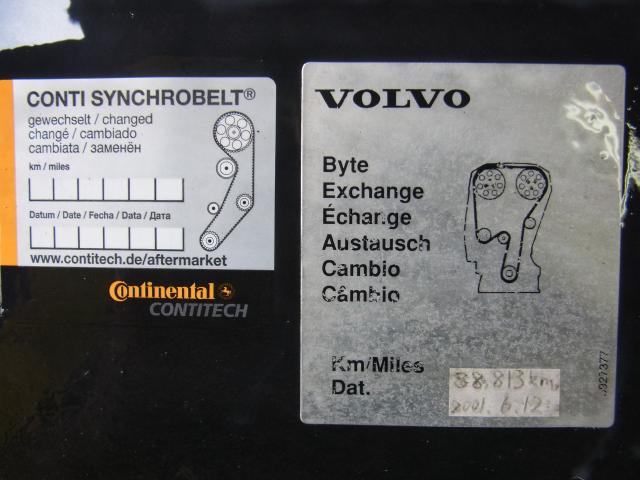 CONTI SYNCHROBELT®
gewechselt / changed
changé / cambiado
cambiata / заменён
km / miles
Datum / Date / Fecha / Data / Дата
www.contitech.de/aftermarket
Continental
CONTITECH
VOLVO
Byte
Exchange
Échange
Austausch
Cambio
Câmbio
Km/Miles
Dat.
88,813 km
2001. 6. 12